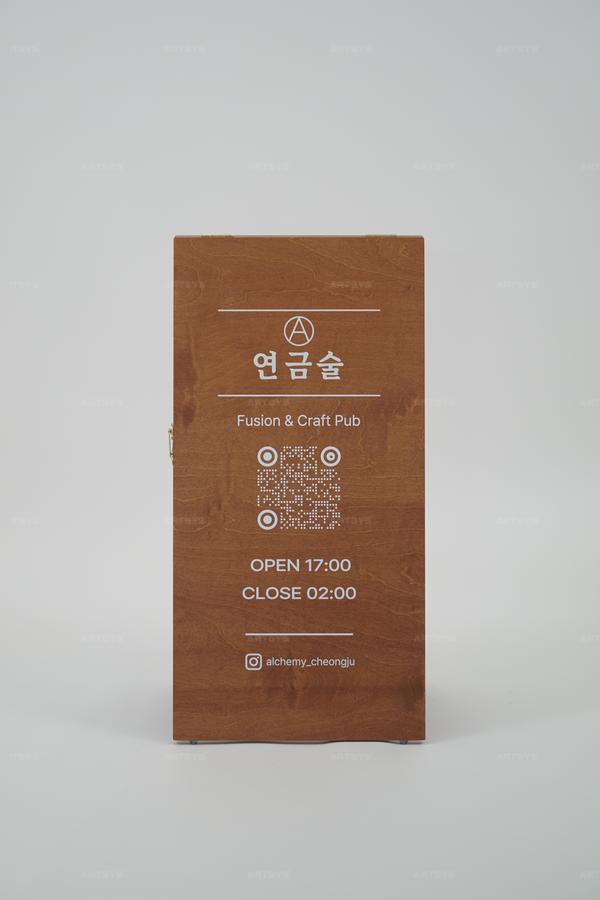 A
연금술
Fusion & Craft Pub
OPEN 17:00
CLOSE 02:00
alchemy_cheongju